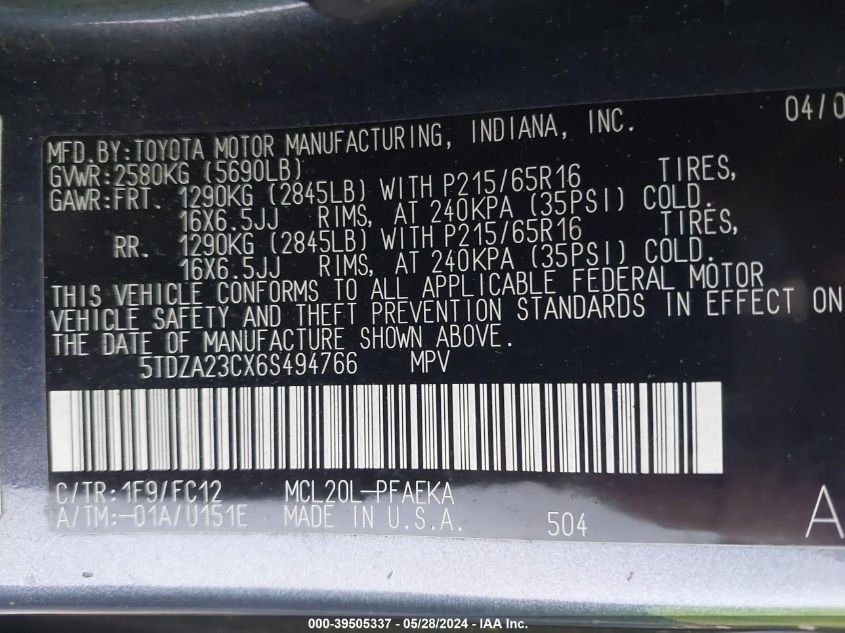 04/0
MFD.BY:TOYOTA MOTOR MANUFACTURING, INDIANA, INC.
GVWR:2580KG (5690LB)
GAWR:FRT. 1290KG (2845LB) WITH P215/65R16 TIRES,
16X6.5JJ RIMS, AT 240KPA (35PSI) COLD.
RR. 1290KG (2845LB) WITH P215/65R16 TIRES,
16X6.5JJ RIMS, AT 240KPA (35PSI) COLD.
THIS VEHICLE CONFORMS TO ALL APPLICABLE FEDERAL MOTOR
VEHICLE SAFETY AND THEFT PREVENTION STANDARDS IN EFFECT ON
THE DATE OF MANUFACTURE SHOWN ABOVE.
5TDZA23CX6S494766 MPV
C/TR:1F9/FC12 MCL20L-PFAEKA
A/TM:-01A/U151E MADE IN U.S.A. 504 A
000-39505337 - 05/28/2024 - IAA Inc.